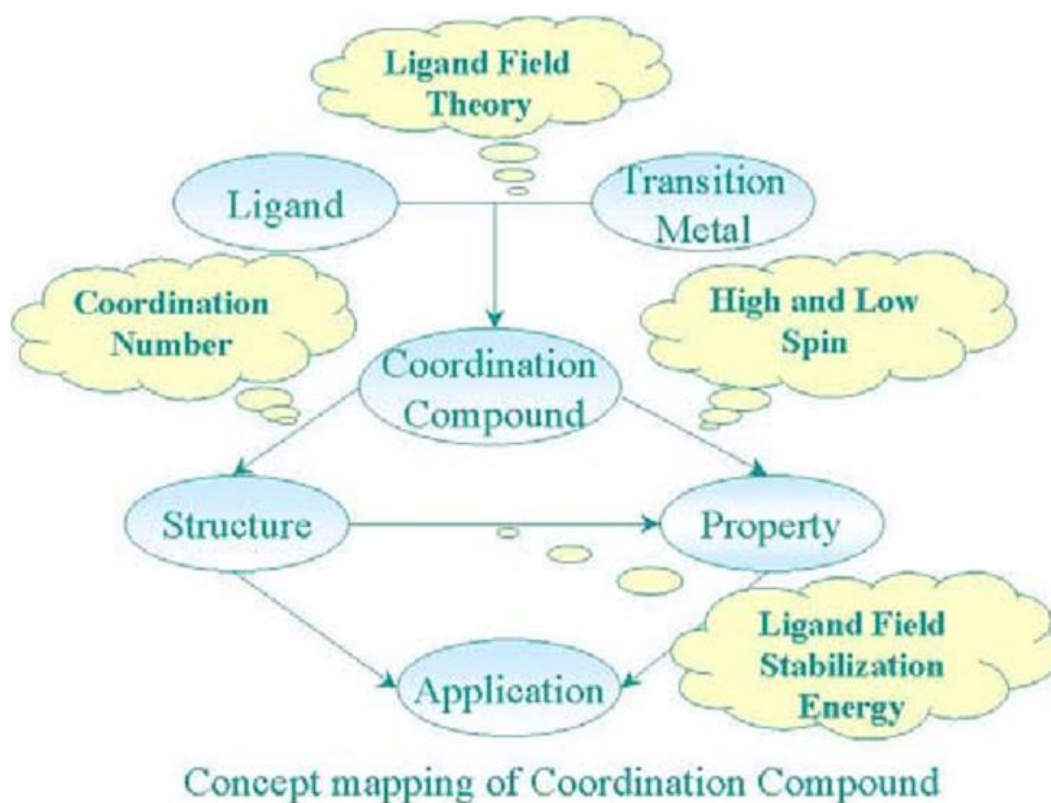 Ligand Field
Theory
Ligand
Transition
Metal
Coordination
Number
High and Low
Spin
Coordination
Compound
Structure
Property
Ligand Field
Stabilization
Energy
Application
Concept mapping of Coordination Compound